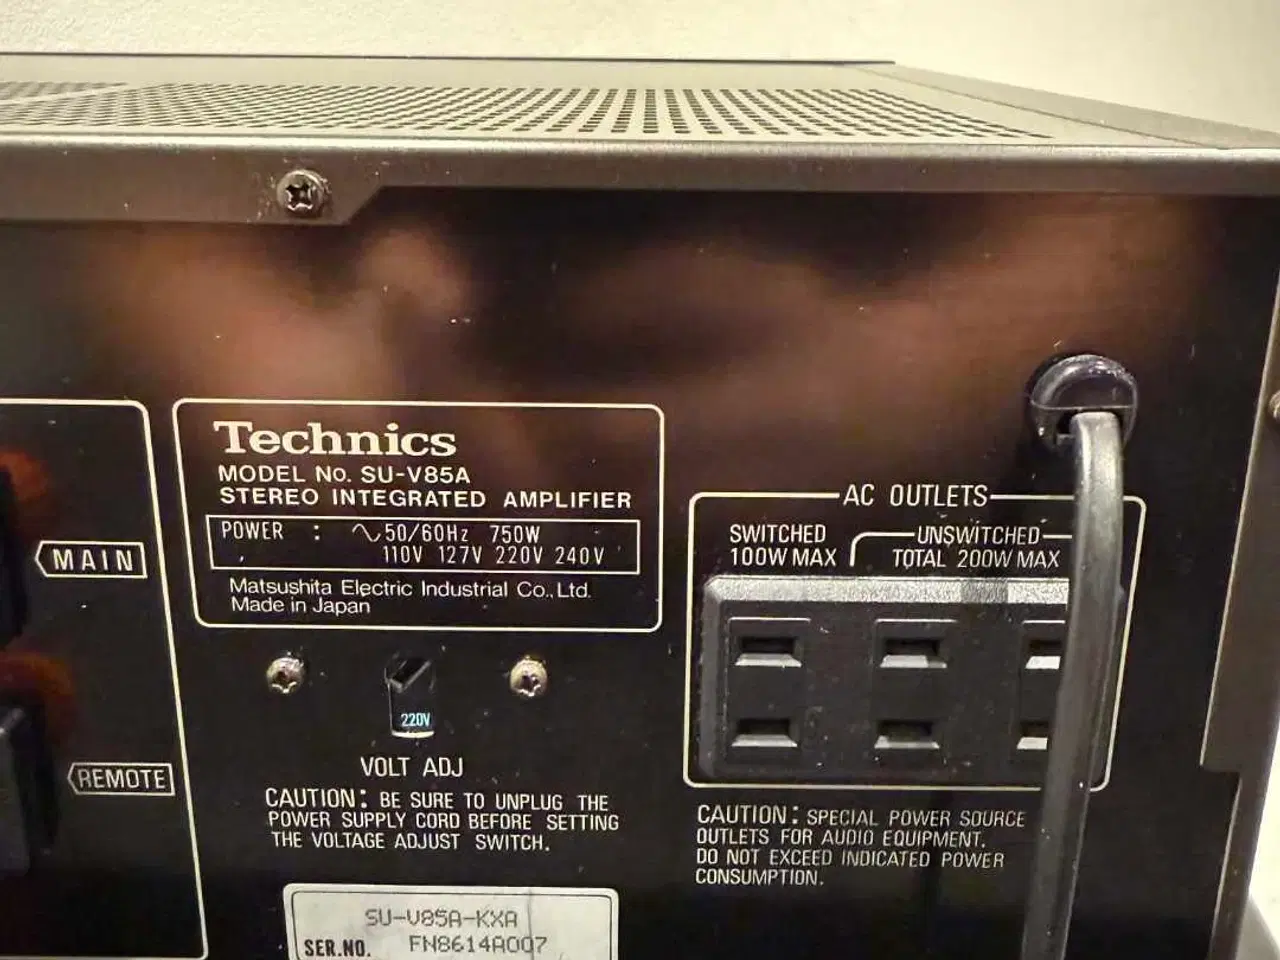 Technics
MODEL No. SU-V85A
STEREO INTEGRATED AMPLIFIER
POWER : ∿50/60Hz 750W
110V 127V 220V 240V
Matsushita Electric Industrial Co., Ltd.
Made in Japan
MAIN
REMOTE
220V
VOLT ADJ
CAUTION: BE SURE TO UNPLUG THE
POWER SUPPLY CORD BEFORE SETTING
THE VOLTAGE ADJUST SWITCH.
SU-V85A-KXA
SER.NO. FN8614A007
AC OUTLETS
SWITCHED
100W MAX
UNSWITCHED
TOTAL 200W MAX
CAUTION: SPECIAL POWER SOURCE
OUTLETS FOR AUDIO EQUIPMENT.
DO NOT EXCEED INDICATED POWER
CONSUMPTION.